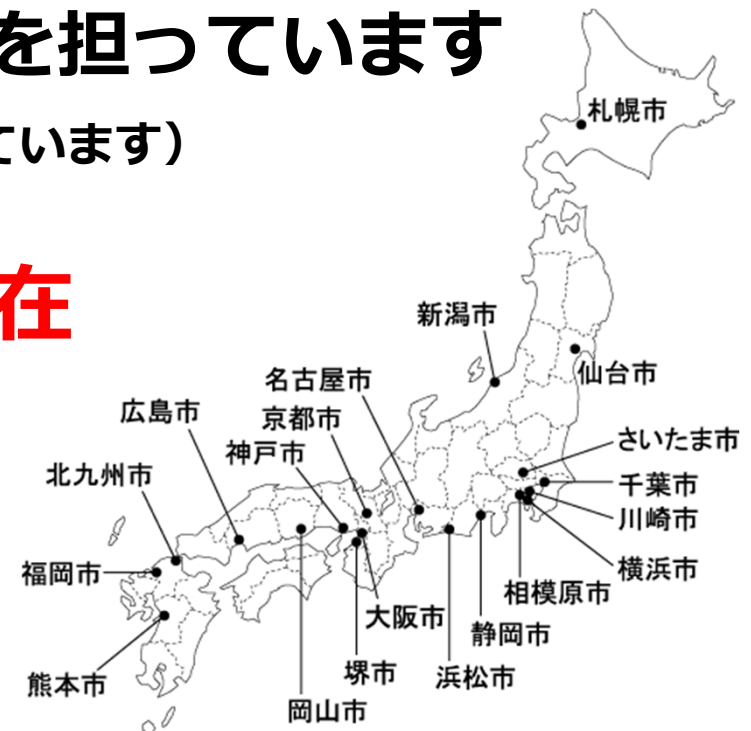 を担っています
ています）
在
札幌市
新潟市
仙台市
名古屋市
広島市
京都市
さいたま市
神戸市
北九州市
千葉市
川崎市
福岡市
横浜市
相模原市
大阪市
静岡市
堺市
浜松市
熊本市
岡山市